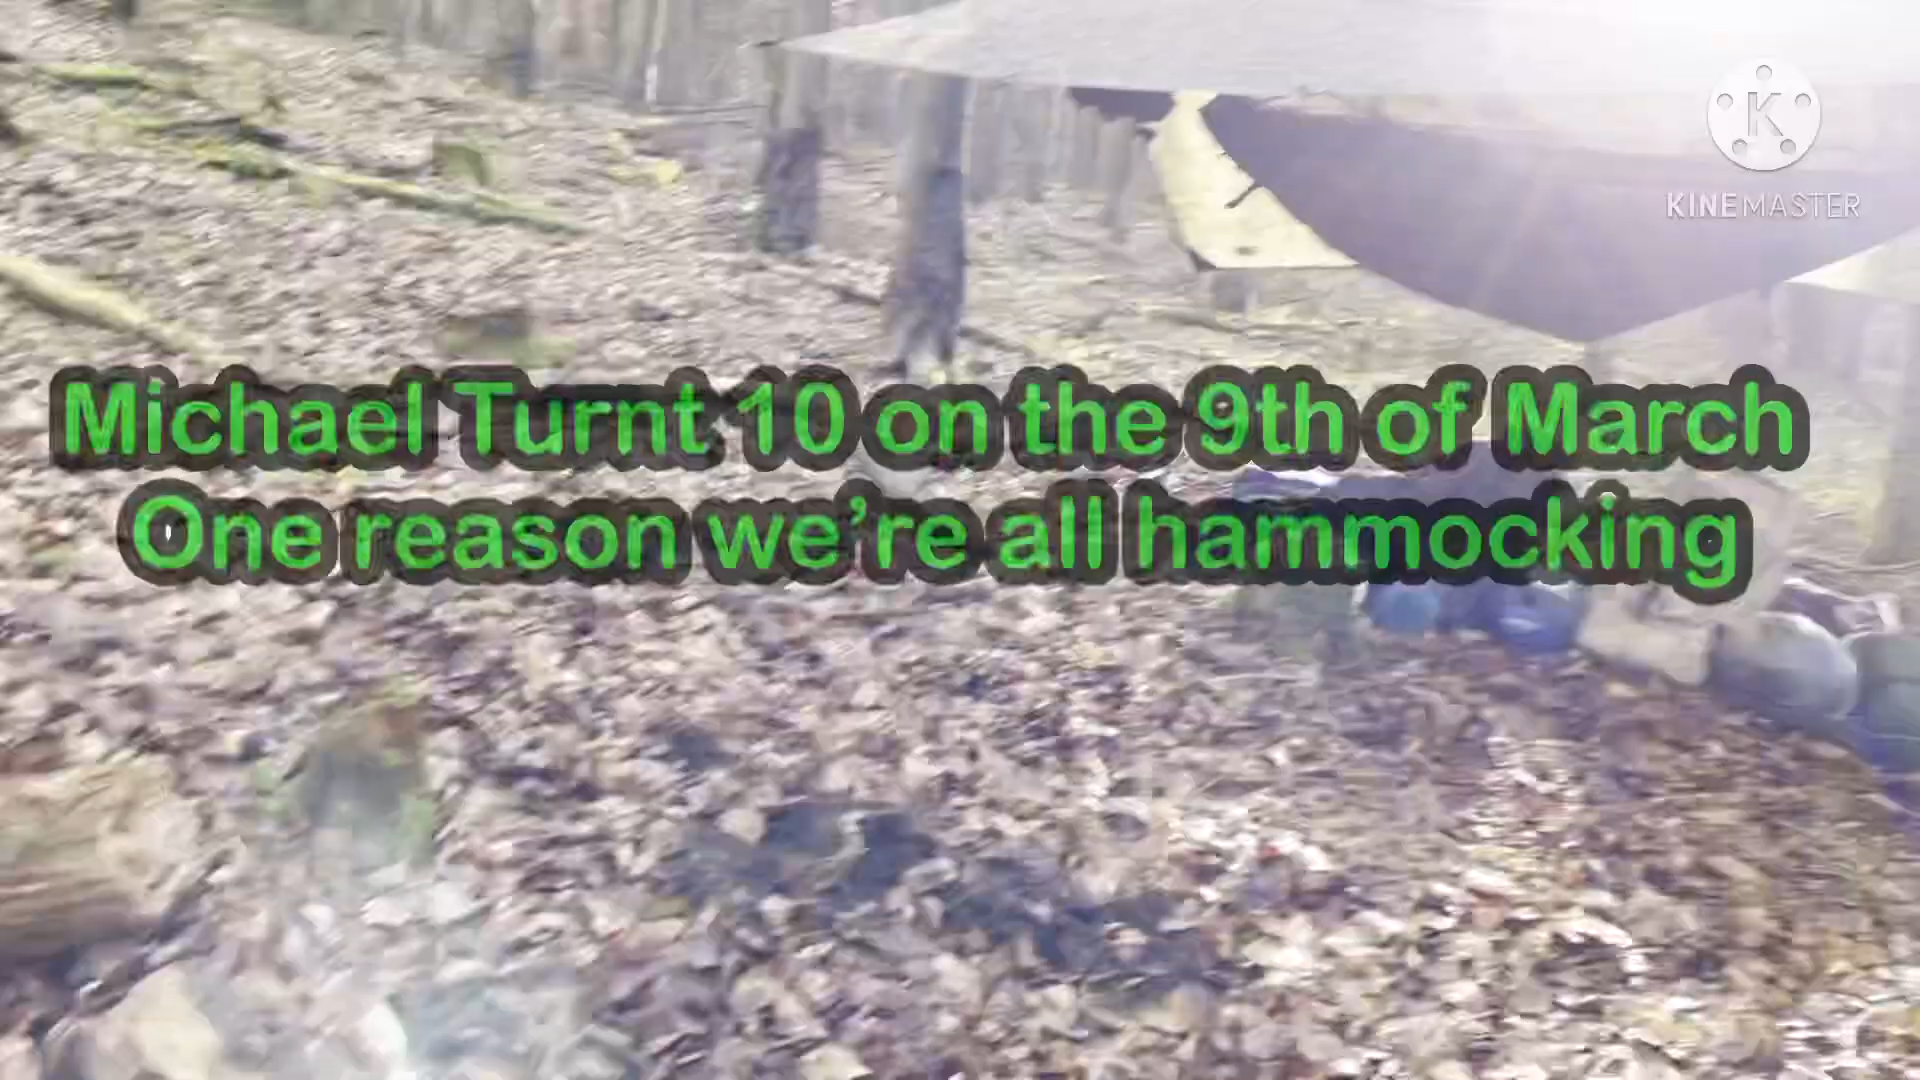 K
KINEMASTER
Michael Turnt 10 on the 9th of March
One reason we're all hammocking